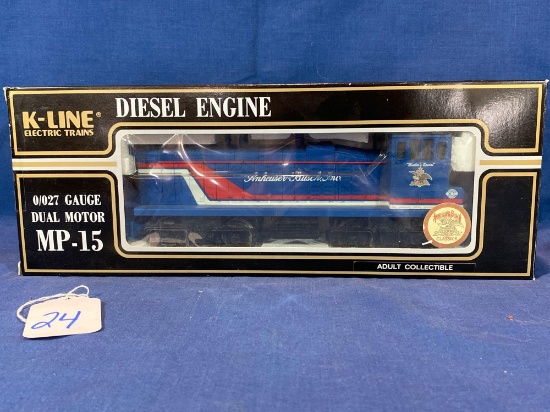 K-LINE®
ELECTRIC TRAINS
DIESEL ENGINE
0/027 GAUGE
DUAL MOTOR
MP-15
Anheuser-Busch, Inc.
ADULT COLLECTIBLE
24